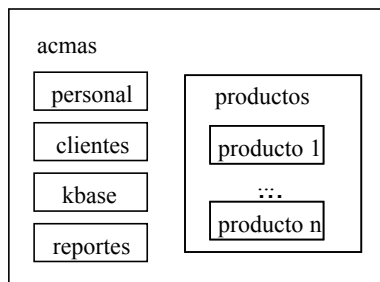 acmas
personal
clientes
kbase
reportes
productos
producto 1
...
producto n